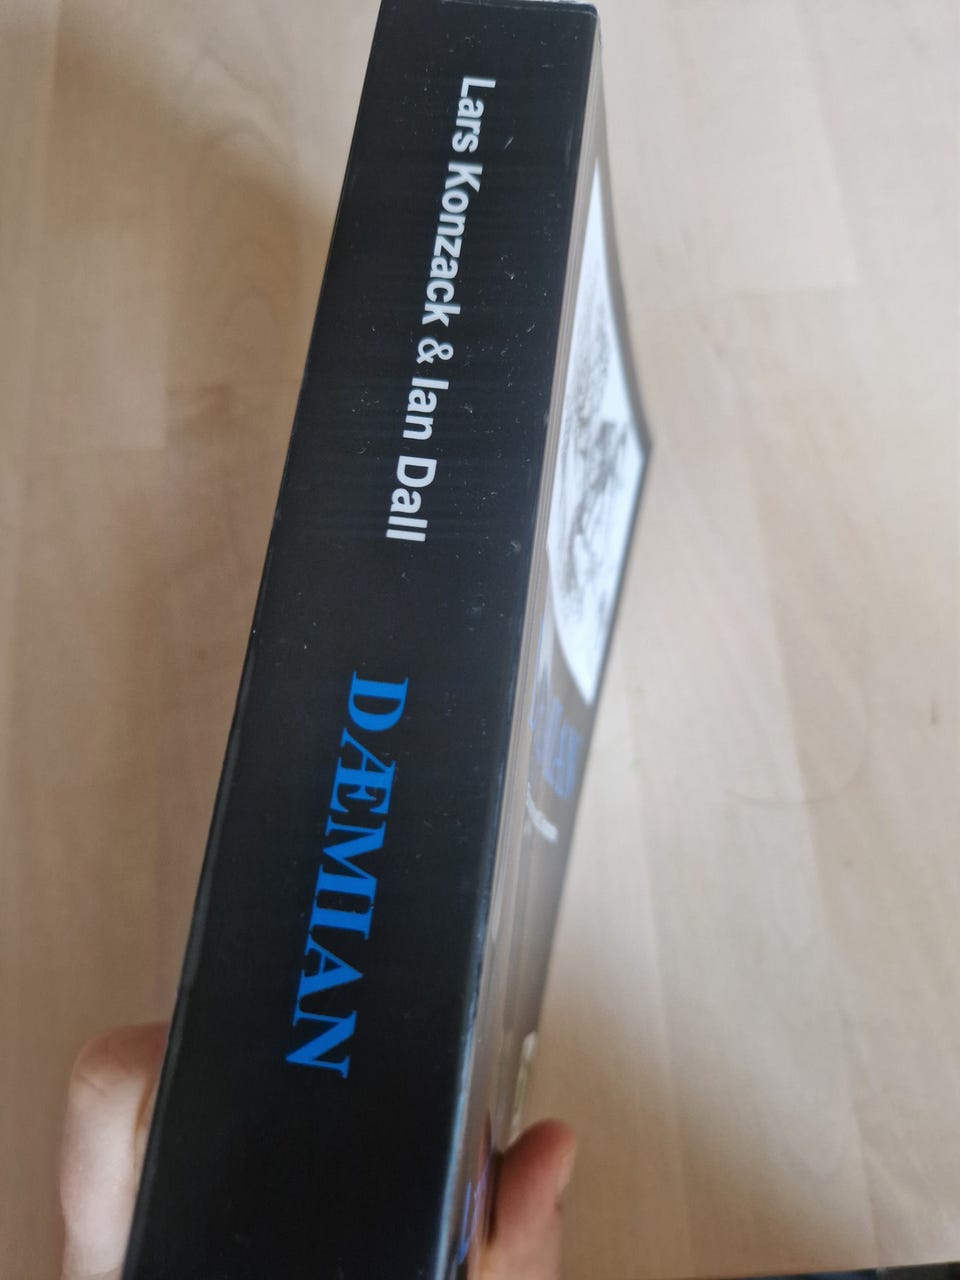 Lars Konzack & Ian Dall
DÆMIAN